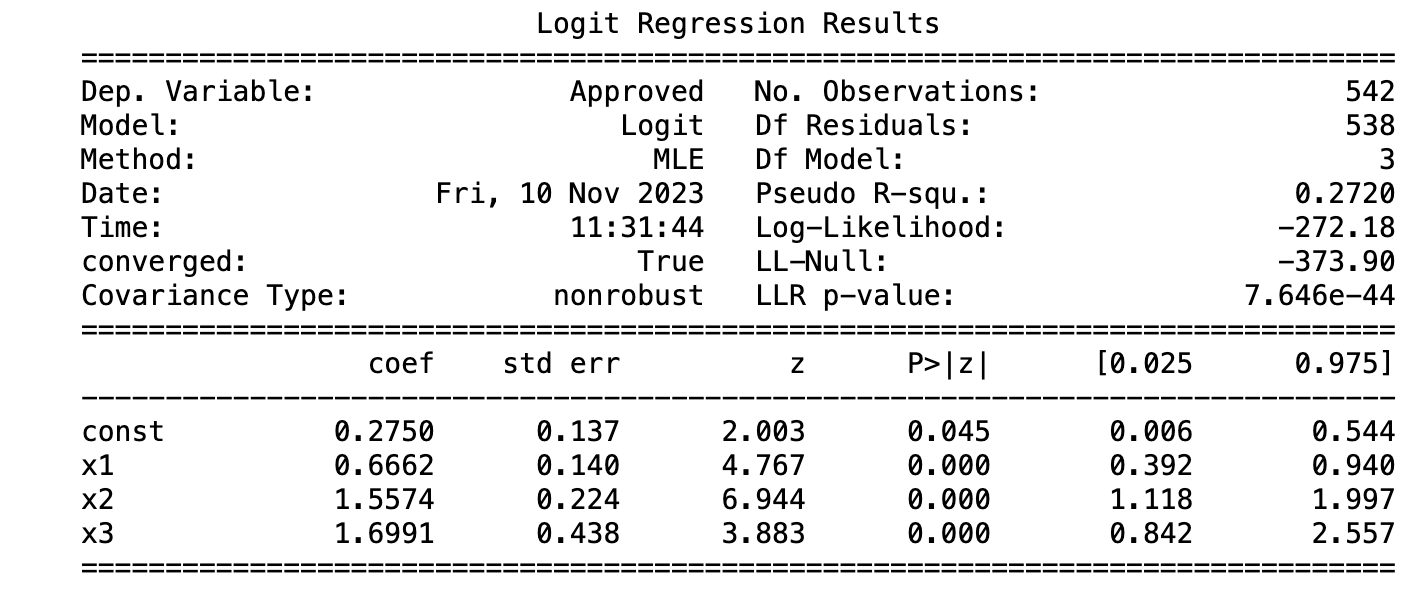 Logit Regression Results
==============================================================================
Dep. Variable: Approved No. Observations: 542
Model: Logit Df Residuals: 538
Method: MLE Df Model: 3
Date: Fri, 10 Nov 2023 Pseudo R-squ.: 0.2720
Time: 11:31:44 Log-Likelihood: -272.18
converged: True LL-Null: -373.90
Covariance Type: nonrobust LLR p-value: 7.646e-44
==============================================================================
coef std err z P>|z| [0.025 0.975]
------------------------------------------------------------------------------
const 0.2750 0.137 2.003 0.045 0.006 0.544
x1 0.6662 0.140 4.767 0.000 0.392 0.940
x2 1.5574 0.224 6.944 0.000 1.118 1.997
x3 1.6991 0.438 3.883 0.000 0.842 2.557
==============================================================================